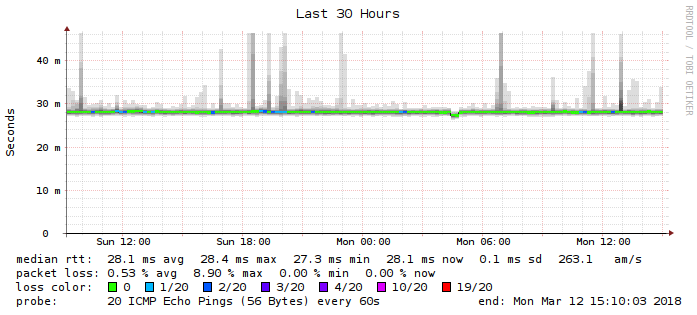 Last 30 Hours
RRDTOOL / TOBI OETIKER
Seconds
40 m
30 m
20 m
10 m
0
Sun 12:00 Sun 18:00 Mon 00:00 Mon 06:00 Mon 12:00
median rtt: 28.1 ms avg 28.4 ms max 27.3 ms min 28.1 ms now 0.1 ms sd 263.1 am/s
packet loss: 0.53 % avg 8.90 % max 0.00 % min 0.00 % now
loss color: 0 1/20 2/20 3/20 4/20 10/20 19/20
probe: 20 ICMP Echo Pings (56 Bytes) every 60s end: Mon Mar 12 15:10:03 2018